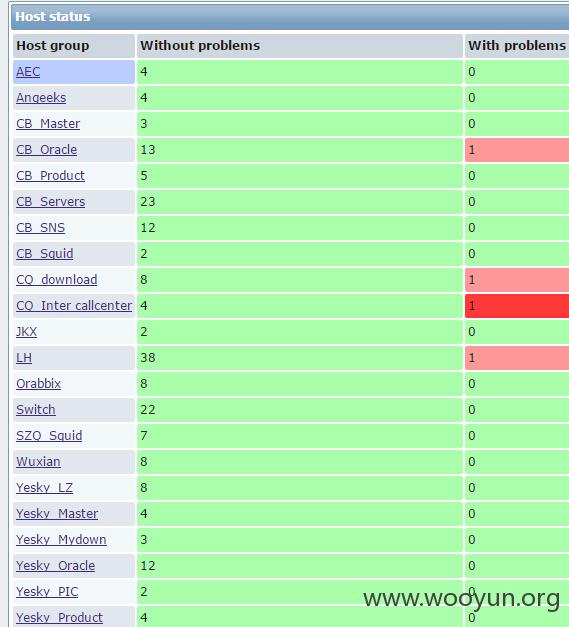 Host status
Host group Without problems With problems
AEC 4 0
Angeeks 4 0
CB_Master 3 0
CB_Oracle 13 1
CB_Product 5 0
CB_Servers 23 0
CB_SNS 12 0
CB_Squid 2 0
CQ_download 8 1
CQ_Inter callcenter 4 1
JKX 2 0
LH 38 1
Orabbix 8 0
Switch 22 0
SZQ_Squid 7 0
Wuxian 8 0
Yesky_LZ 8 0
Yesky_Master 4 0
Yesky_Mydown 3 0
Yesky_Oracle 12 0
Yesky_PIC 2 0
www.wooyun.org
Yesky_Product 4 0